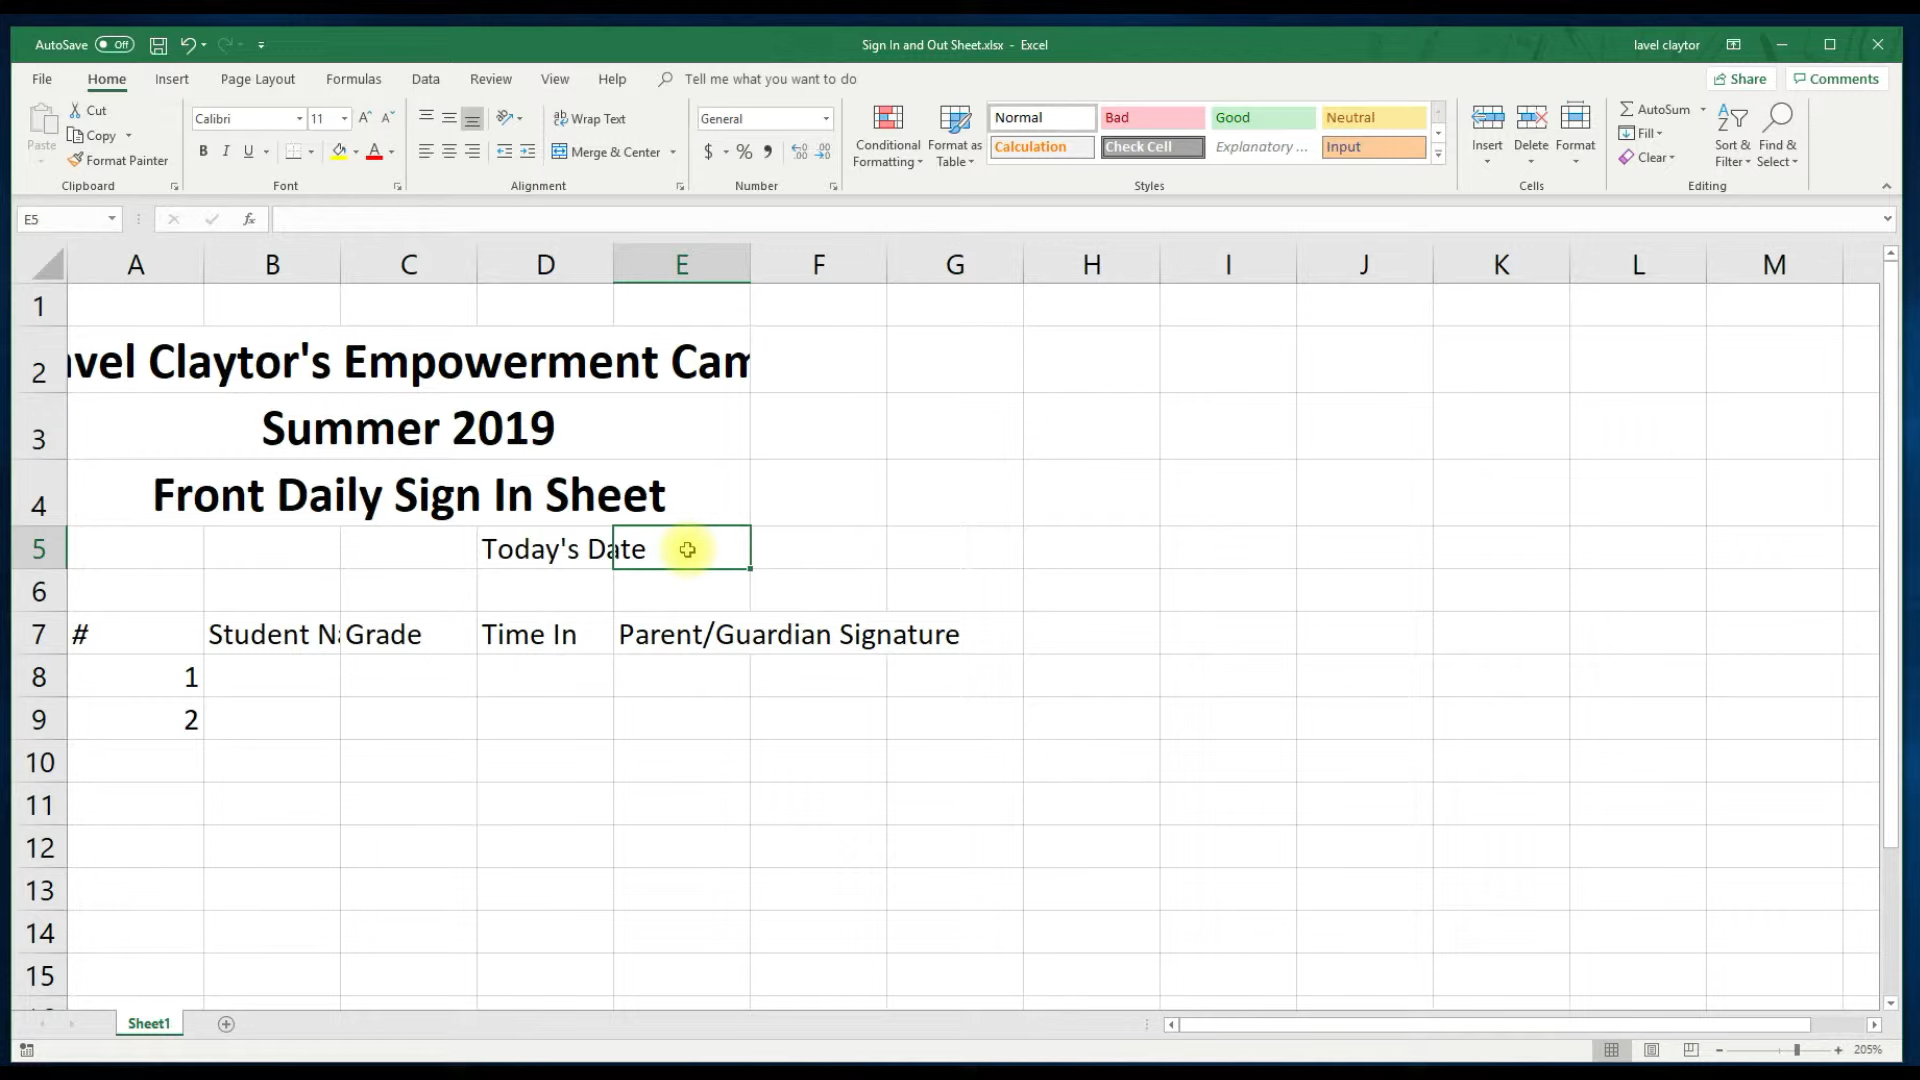 AutoSave Off
Sign In and Out Sheet.xlsx - Excel
lavel claytor
File Home Insert Page Layout Formulas Data Review View Help Tell me what you want to do
Share Comments
Paste
Cut
Copy
Format Painter
Clipboard
Calibri 11
B I U
Font
Wrap Text
Merge & Center
Alignment
General
$ %
Number
Conditional Formatting
Format as Table
Normal Bad Good Neutral
Calculation Check Cell Explanatory ... Input
Styles
Insert Delete Format
Cells
AutoSum
Fill
Clear
Sort & Filter
Find & Select
Editing
E5
fx
A B C D E F G H I J K L M
1
2 avel Claytor's Empowerment Cam
3 Summer 2019
4 Front Daily Sign In Sheet
5 Today's Date
6
7 # Student Na Grade Time In Parent/Guardian Signature
8 1
9 2
10
11
12
13
14
15
Sheet1
205%